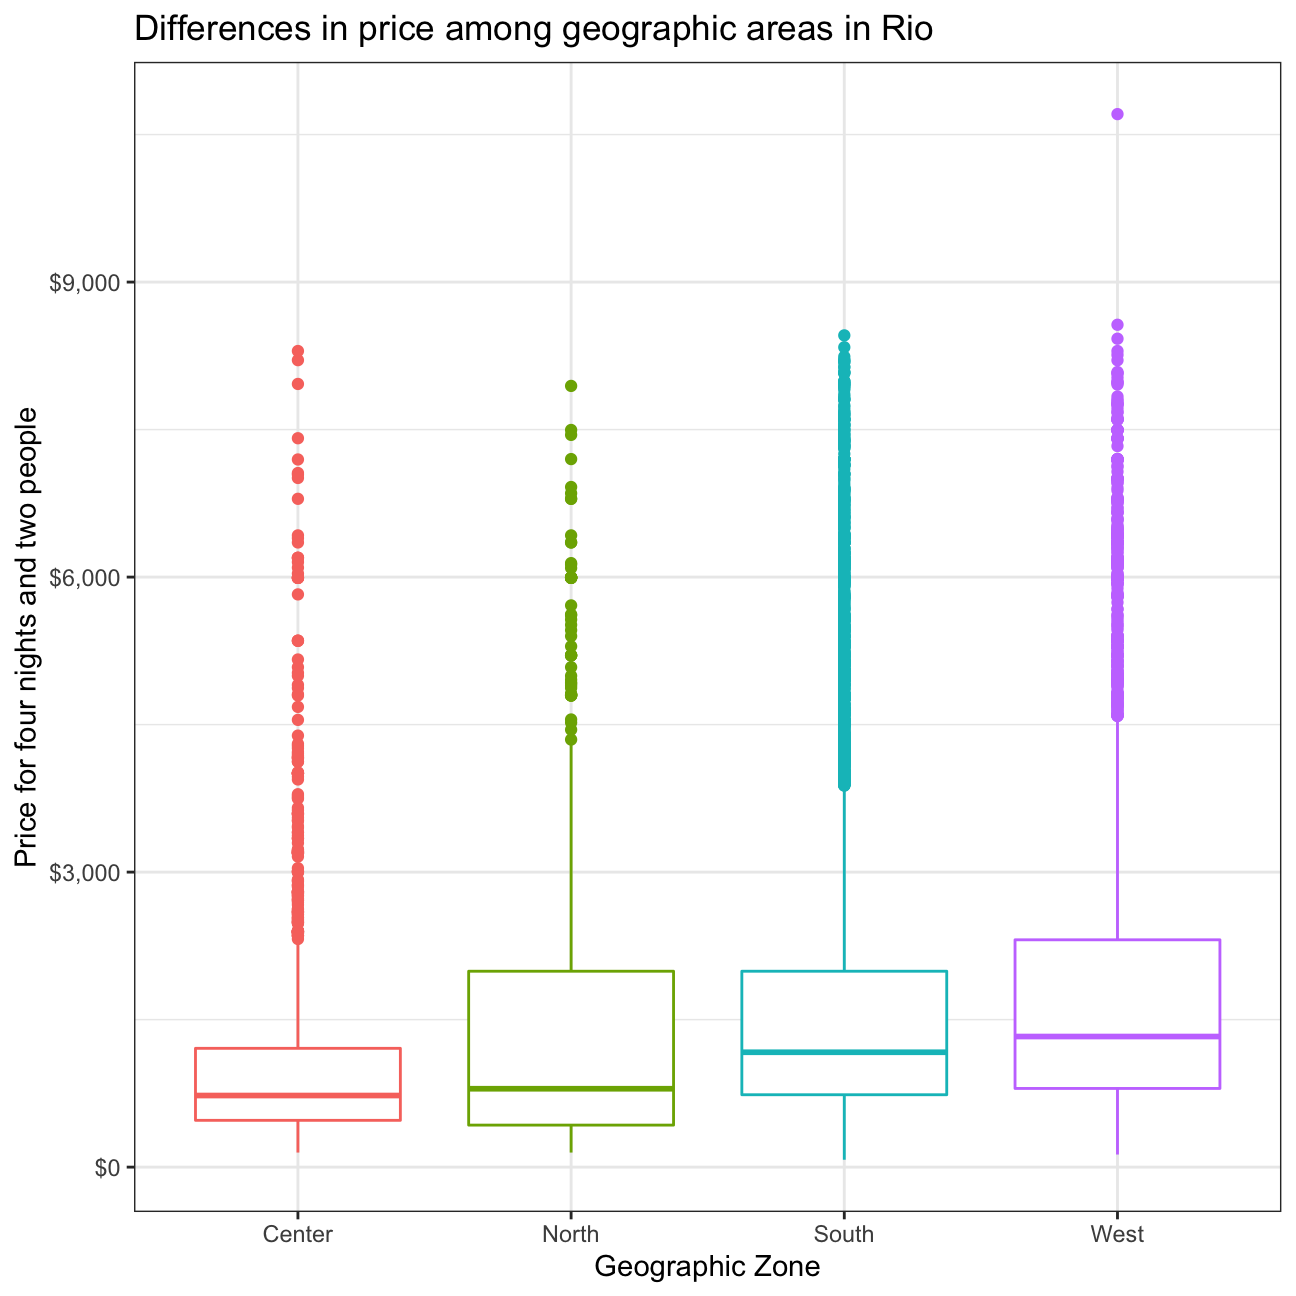 Differences in price among geographic areas in Rio
Price for four nights and two people
$9,000
$6,000
$3,000
$0
Center
North
South
West
Geographic Zone